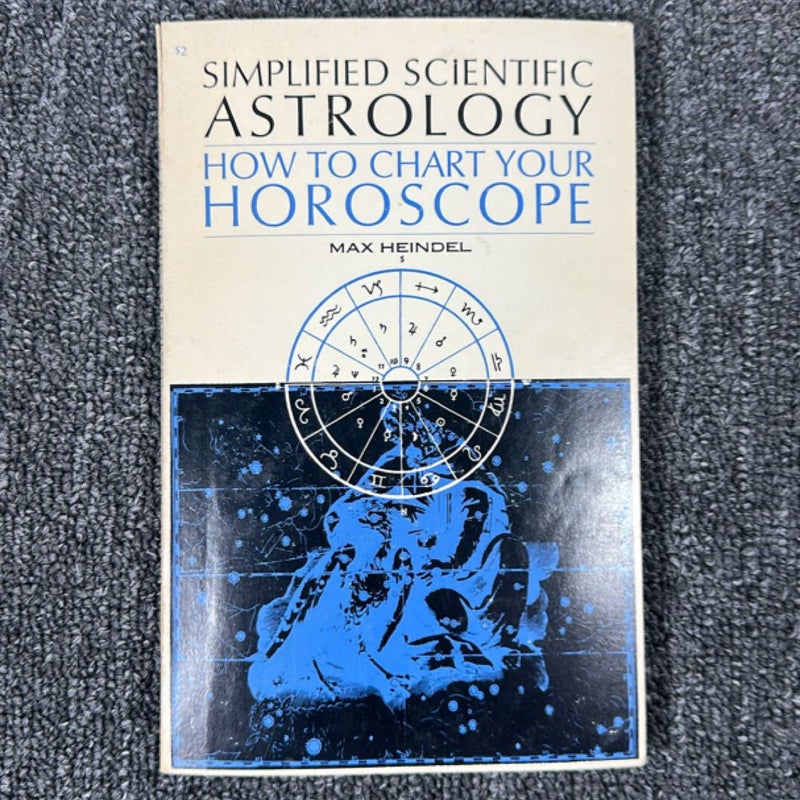 $2
SIMPLIFIED SCIENTIFIC
ASTROLOGY
HOW TO CHART YOUR
HOROSCOPE
MAX HEINDEL
S